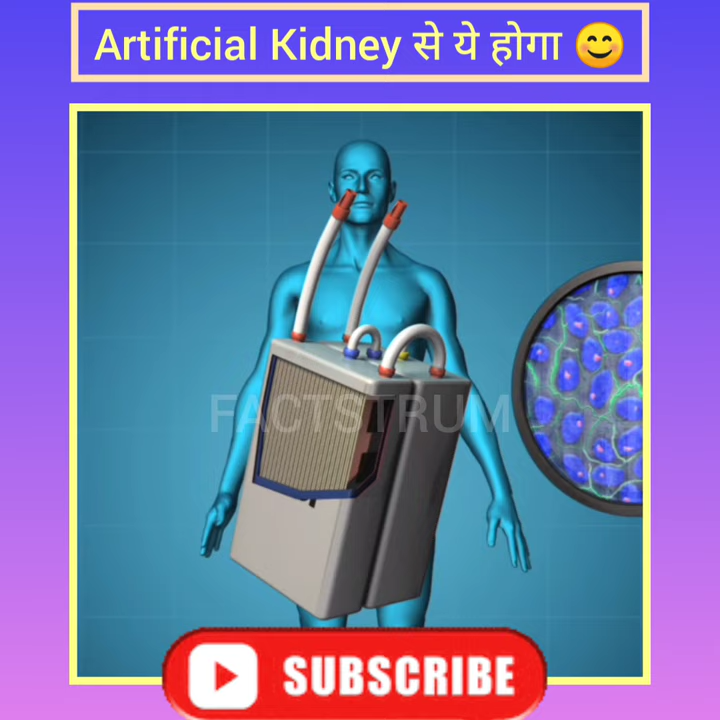 Artificial Kidney से ये होगा 😊
FACTSTRUM
SUBSCRIBE